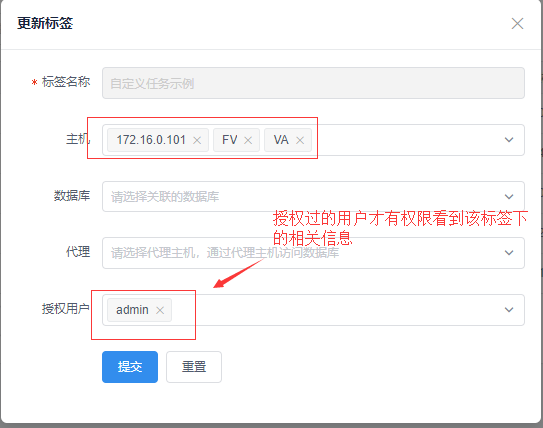 更新标签
* 标签名称 自定义任务示例
主机 172.16.0.101 × FV × VA ×
数据库 请选择关联的数据库
授权过的用户才有权限看到该标签下
的相关信息
代理 请选择代理主机，通过代理主机访问数据库
授权用户 admin ×
提交 重置